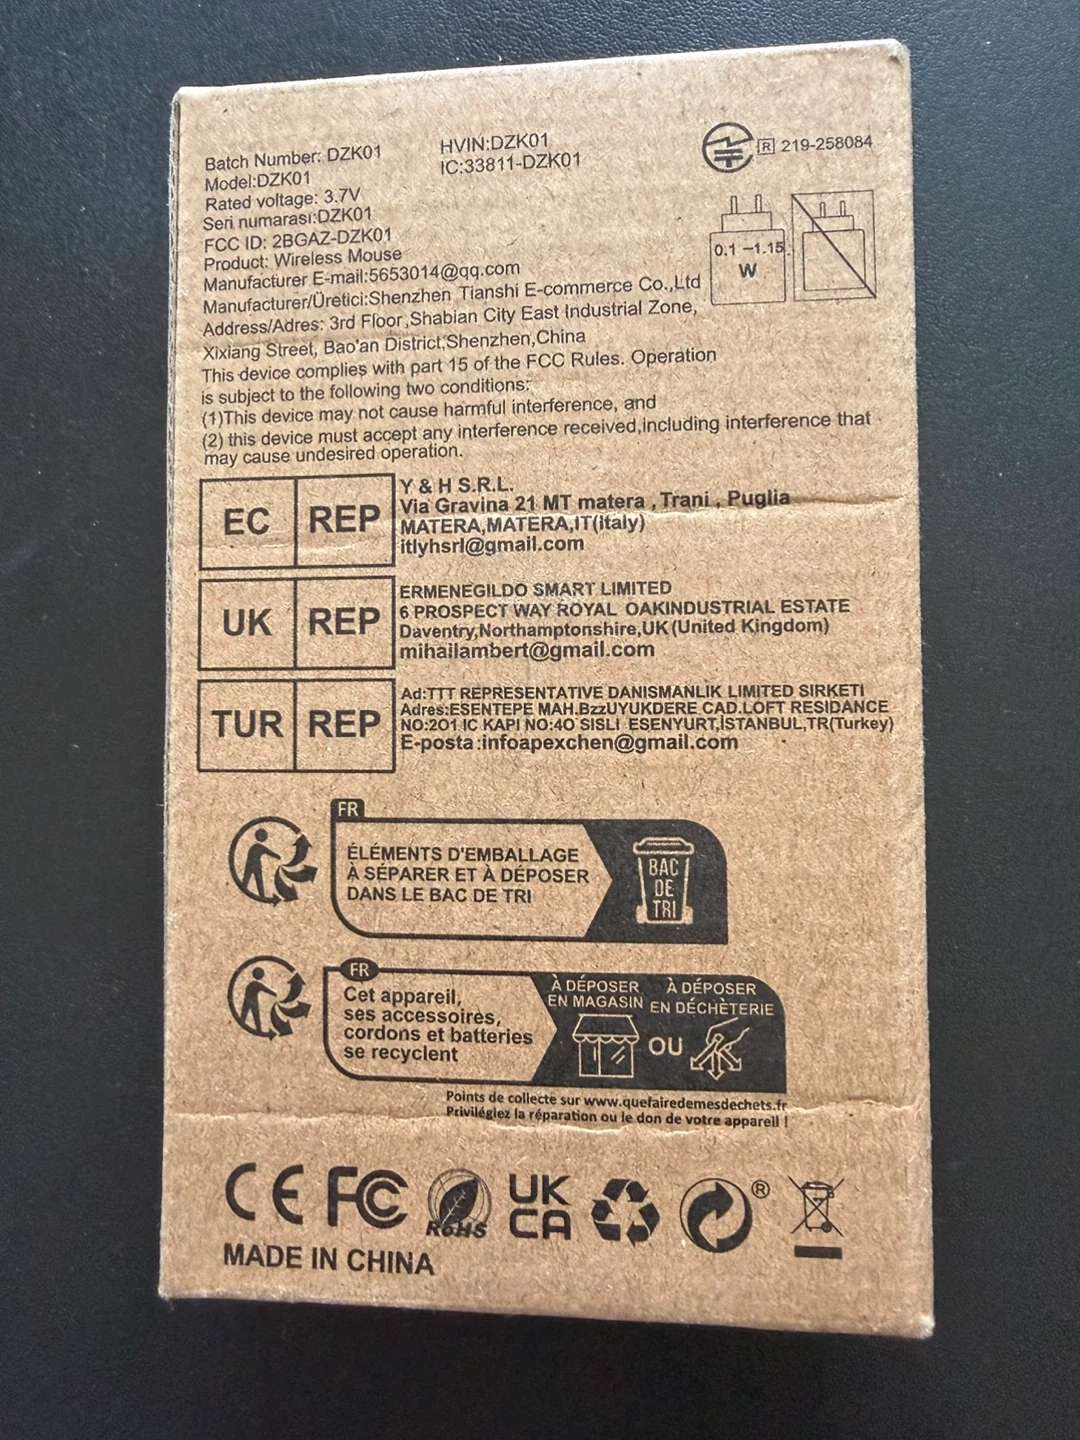 Batch Number: DZK01
HVIN:DZK01
Model:DZK01
IC:33811-DZK01
R 219-258084
Rated voltage: 3.7V
Seri numarası:DZK01
FCC ID: 2BGAZ-DZK01
Product: Wireless Mouse
0.1 –1.15
W
Manufacturer E-mail:5653014@qq.com
Manufacturer/Üretici:Shenzhen Tianshi E-commerce Co.,Ltd
Address/Adres: 3rd Floor,Shabian City East Industrial Zone,
Xixiang Street, Bao'an District,Shenzhen,China
This device complies with part 15 of the FCC Rules. Operation
is subject to the following two conditions:
(1)This device may not cause harmful interference, and
(2) this device must accept any interference received,including interference that
may cause undesired operation.
EC REP
Y & H S.R.L.
Via Gravina 21 MT matera , Trani , Puglia
MATERA,MATERA,IT(italy)
itlyhsrl@gmail.com
UK REP
ERMENEGILDO SMART LIMITED
6 PROSPECT WAY ROYAL OAKINDUSTRIAL ESTATE
Daventry,Northamptonshire,UK(United Kingdom)
mihailambert@gmail.com
TUR REP
Ad:TTT REPRESENTATIVE DANISMANLIK LIMITED SIRKETI
Adres:ESENTEPE MAH.BzzUYUKDERE CAD.LOFT RESIDANCE
NO:201 IC KAPI NO:40 SISLI ESENYURT,İSTANBUL,TR(Turkey)
E-posta:infoapexchen@gmail.com
FR
ÉLÉMENTS D'EMBALLAGE
À SÉPARER ET À DÉPOSER
DANS LE BAC DE TRI
BAC
DE
TRI
FR
Cet appareil,
ses accessoires,
cordons et batteries
se recyclent
À DÉPOSER
EN MAGASIN
OU
À DÉPOSER
EN DÉCHÈTERIE
Points de collecte sur www.quefairedemesdechets.fr
Privilégiez la réparation ou le don de votre appareil !
CE FC RoHS UK
CA
®
MADE IN CHINA